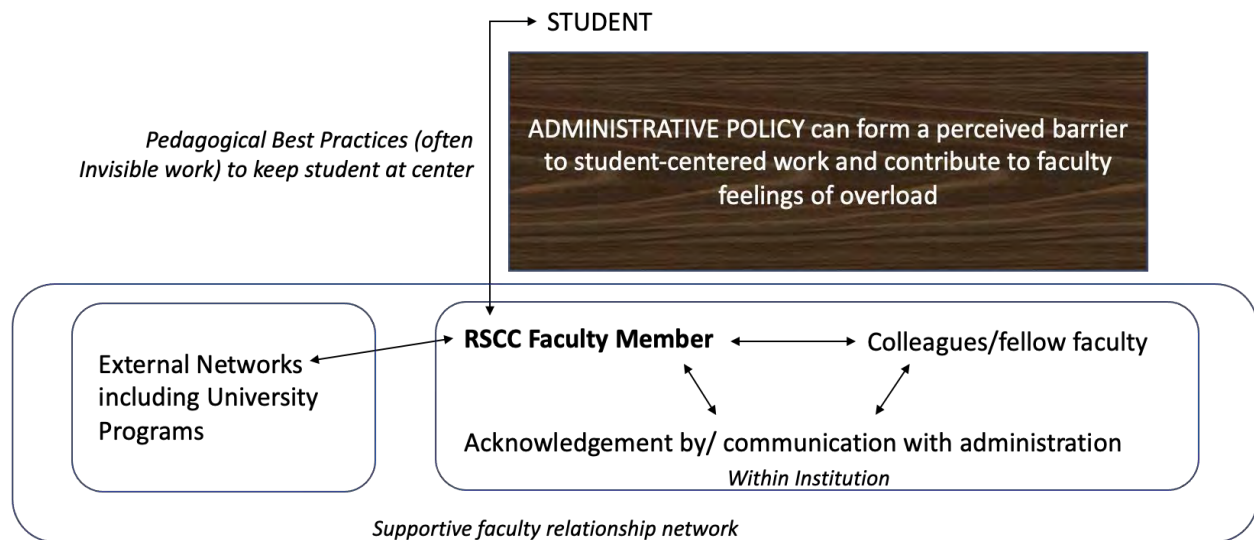 STUDENT
ADMINISTRATIVE POLICY can form a perceived barrier
to student-centered work and contribute to faculty
feelings of overload
Pedagogical Best Practices (often
Invisible work) to keep student at center
RSCC Faculty Member
Colleagues/fellow faculty
External Networks
including University
Programs
Acknowledgement by/ communication with administration
Within Institution
Supportive faculty relationship network